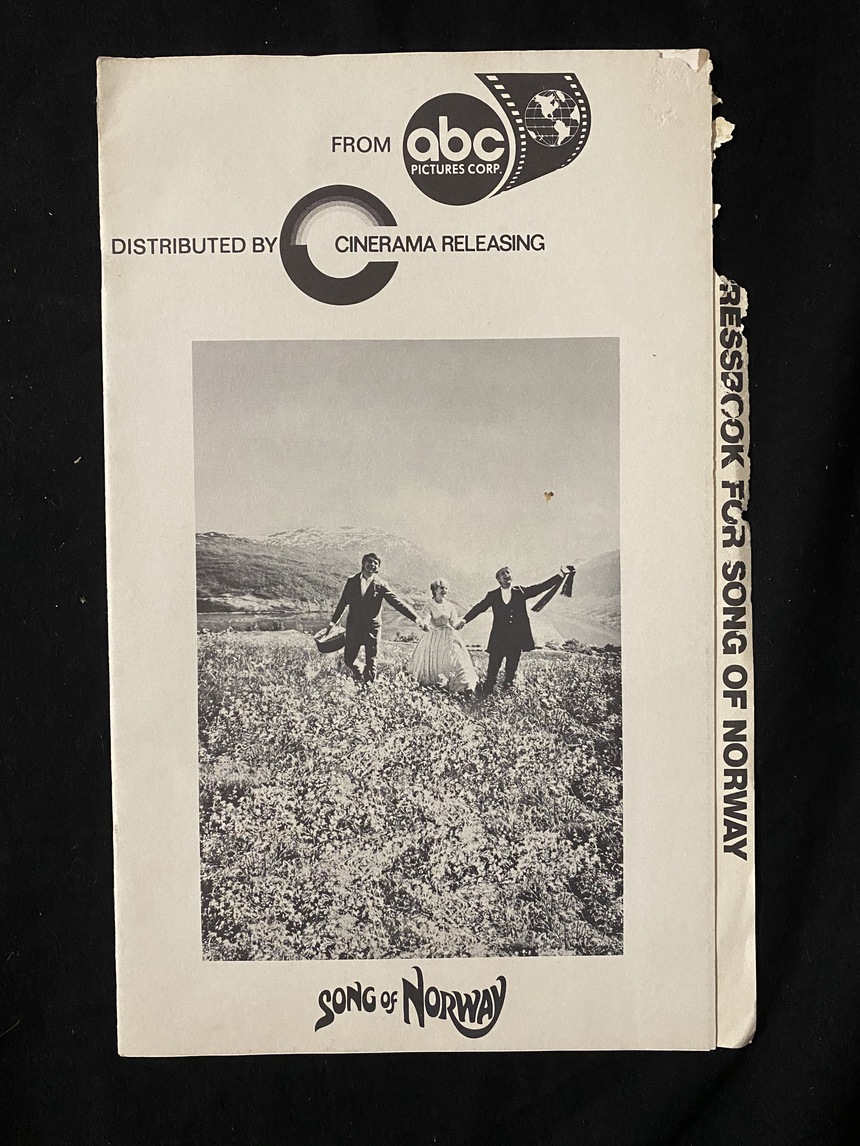 FROM abc
PICTURES CORP.
DISTRIBUTED BY CINERAMA RELEASING
RESSBOOK FOR SONG OF NORWAY
SONG OF NORWAY